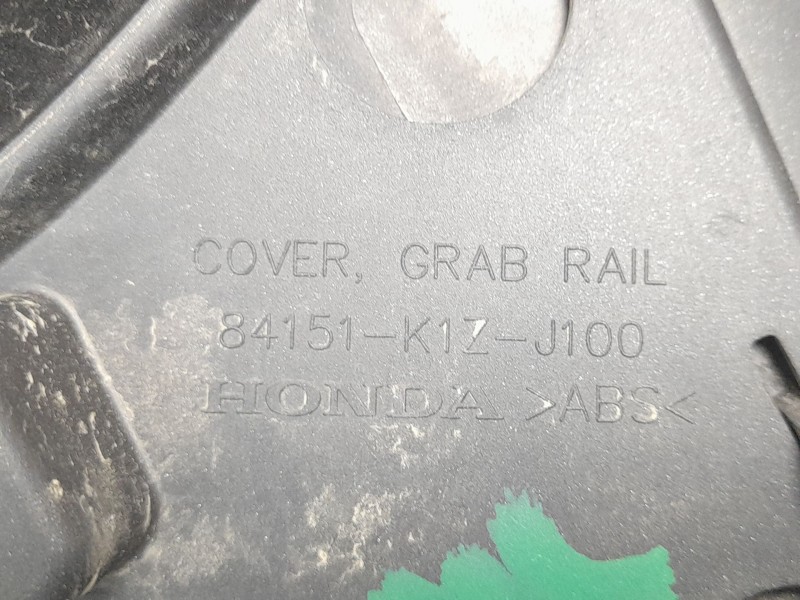 COVER, GRAB RAIL
84151-K1Z-J100
HONDA >ABS<